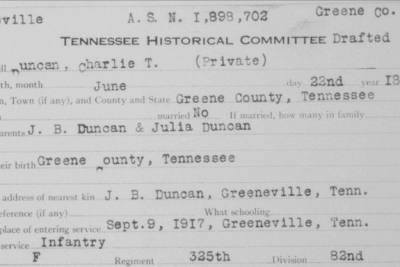 eville A.S.N. 1,898,702 Greene Co.
TENNESSEE HISTORICAL COMMITTEE Drafted
ll uncan, Charlie T. (Private)
th, month June day 22nd year 18
n, Town (if any), and County and State Greene County, Tennessee
married No If married, how many in family
arents J. B. Duncan & Julia Duncan
eir birth Greene County, Tennessee
address of nearest kin J. B. Duncan, Greeneville, Tenn.
eference (if any) What schooling
place of entering service Sept.9, 1917, Greeneville, Tenn.
service Infantry
F Regiment 325th Division 82nd